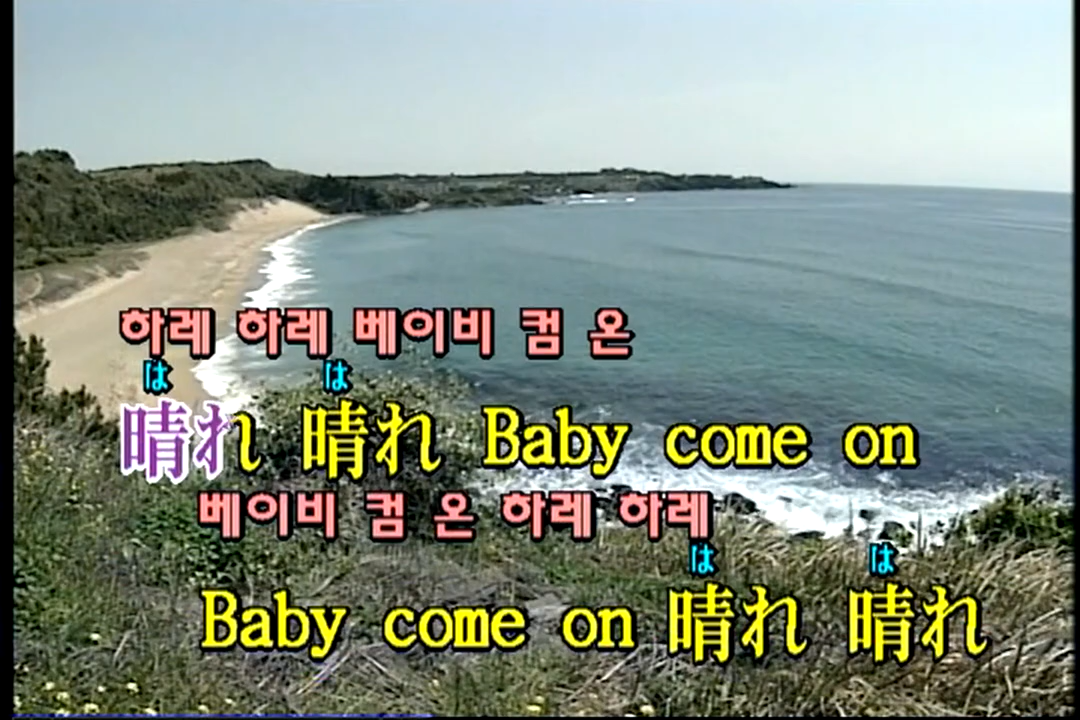 하레 하레 베이비 컴 온
は は
晴れ 晴れ Baby come on
베이비 컴 온 하레 하레
は は
Baby come on 晴れ 晴れ